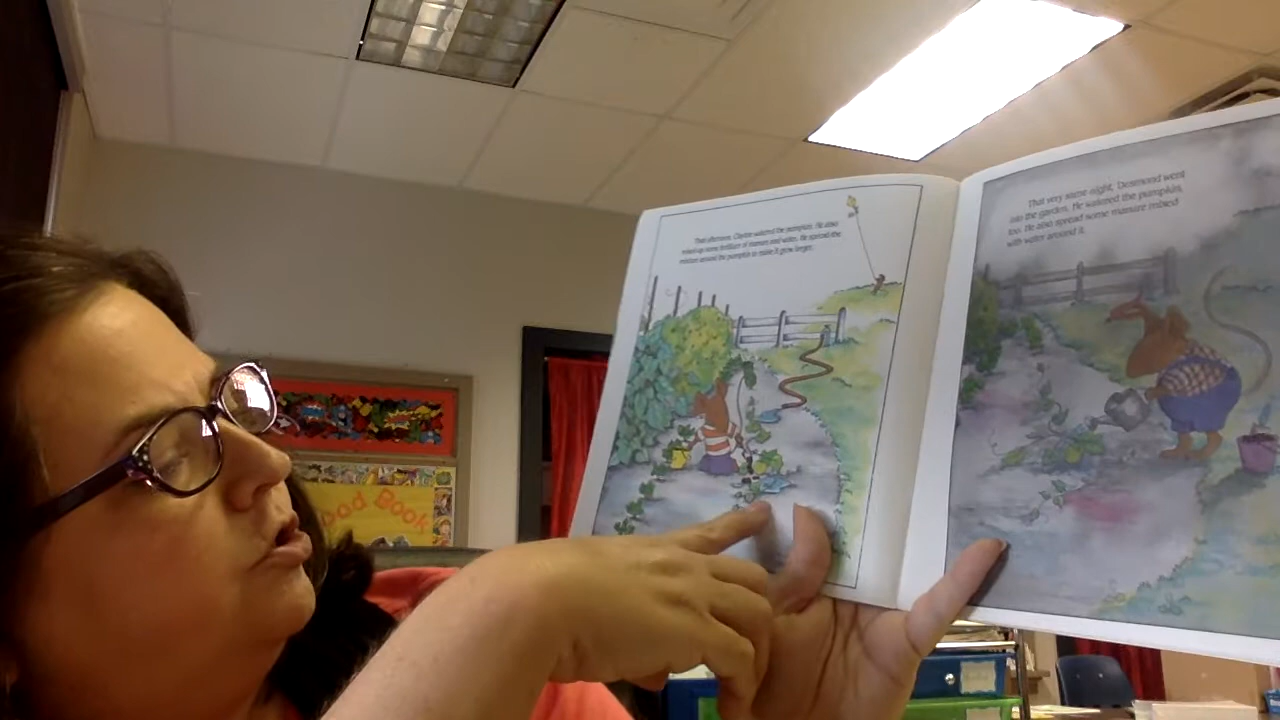 That afternoon, Clayton watered the pumpkin. He also
mixed up some fertilizer of manure and water. He spread the
mixture around the pumpkin to make it grow larger.
That very same night, Desmond went
into the garden. He watered the pumpkin,
too. He also spread some manure mixed
with water around it.
ood Book